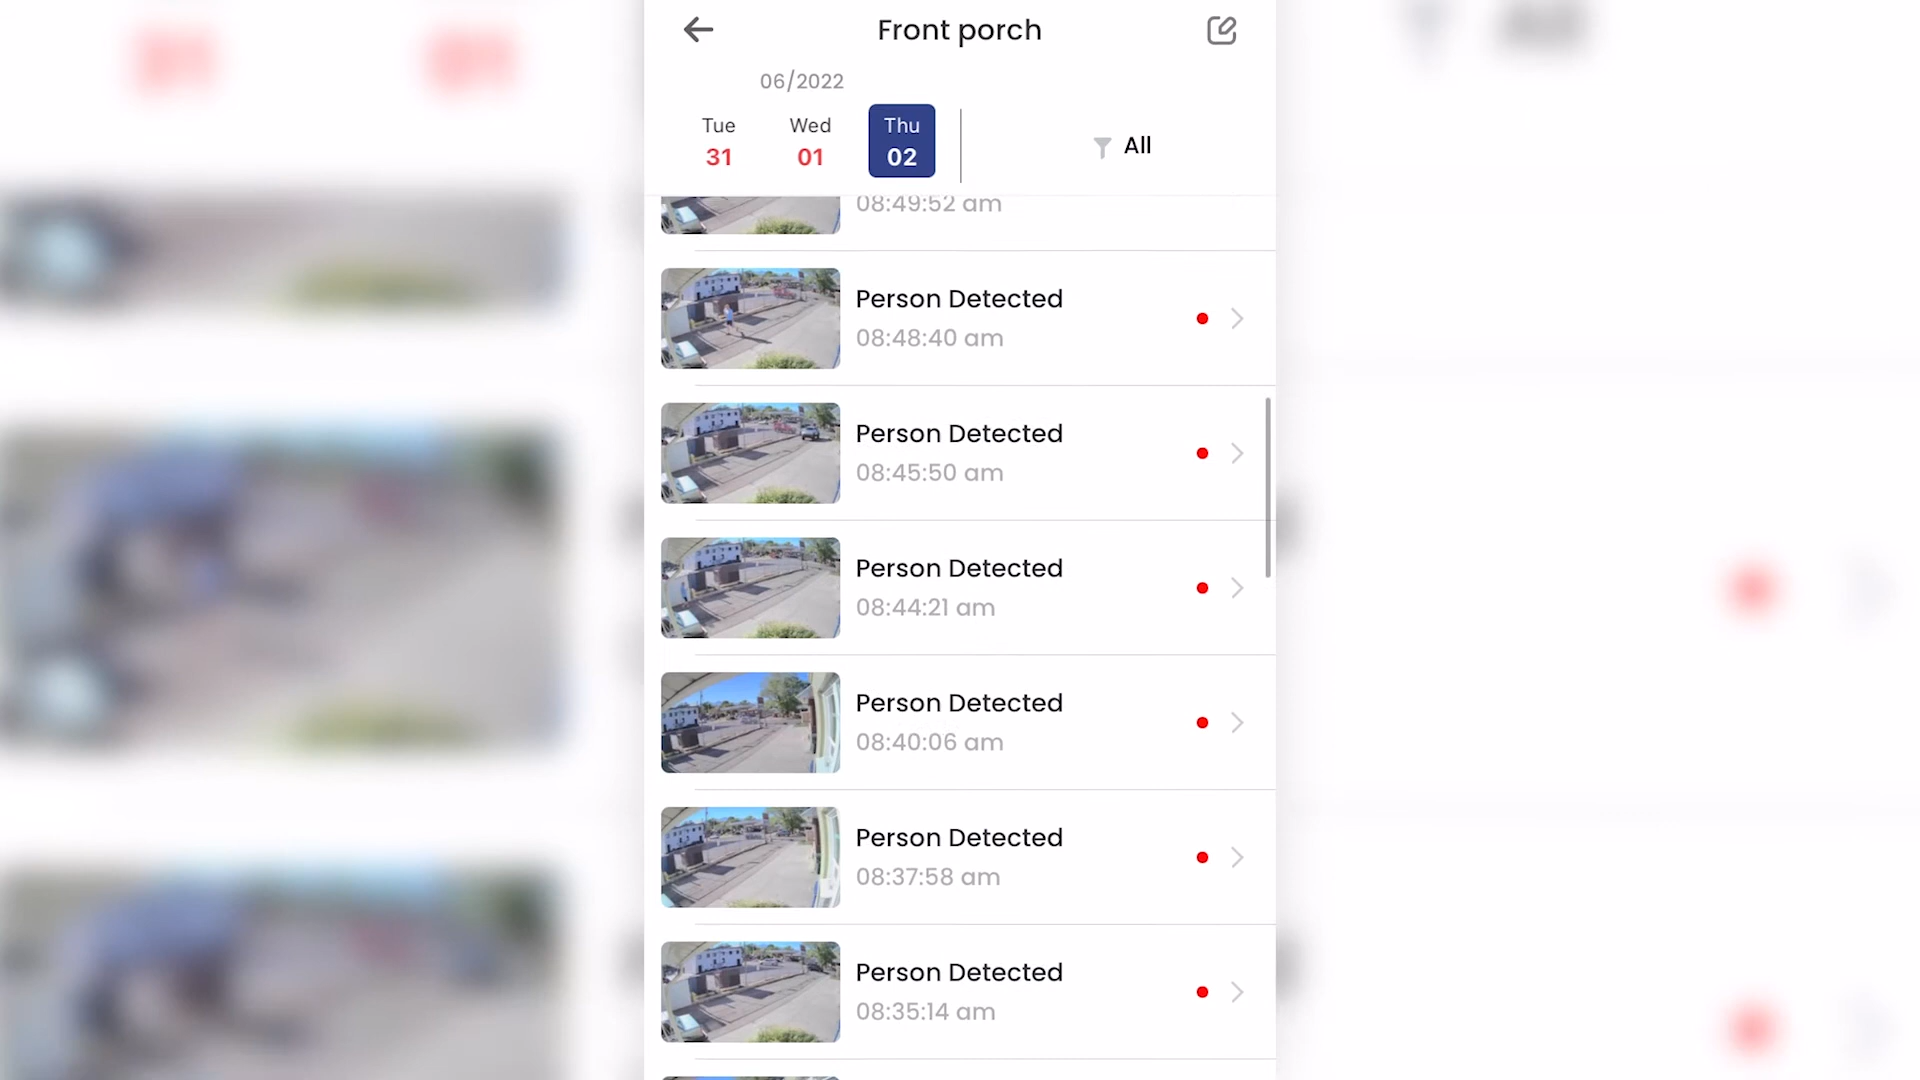 Front porch
06/2022
Tue Wed Thu
31 01 02
All
08:49:52 am
Person Detected
08:48:40 am
Person Detected
08:45:50 am
Person Detected
08:44:21 am
Person Detected
08:40:06 am
Person Detected
08:37:58 am
Person Detected
08:35:14 am